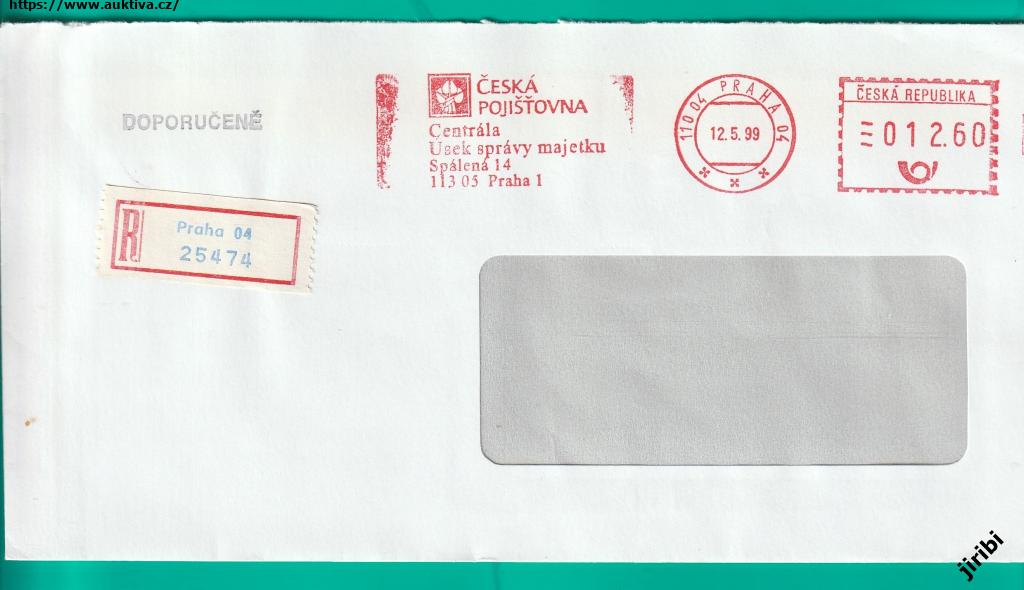 https://www.auktiva.cz/
DOPORUČENĚ
ČESKÁ
POJIŠŤOVNA
Centrála
Úsek správy majetku
Spálená 14
113 05 Praha 1
110 04 PRAHA 04
12.5.99
ČESKÁ REPUBLIKA
012.60
R
Praha 04
25474
jiribi